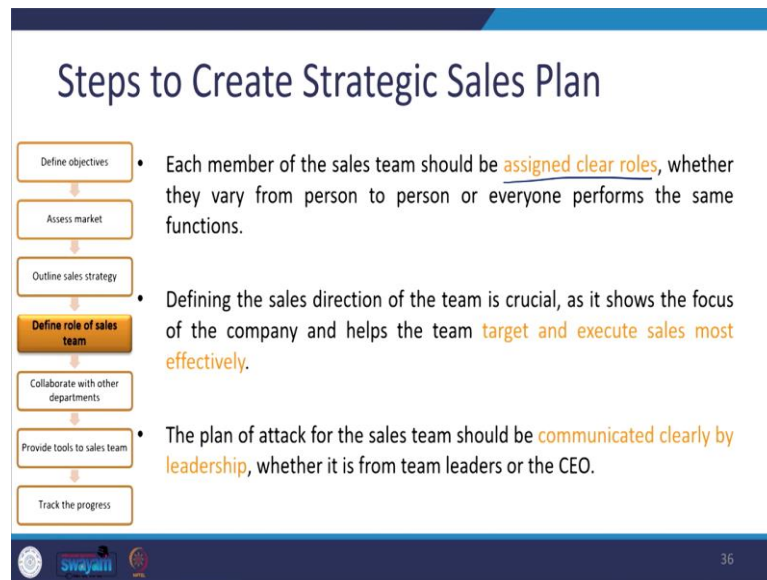 Steps to Create Strategic Sales Plan
Define objectives
Assess market
Outline sales strategy
Define role of sales
team
Collaborate with other
departments
Provide tools to sales team
Track the progress
• Each member of the sales team should be assigned clear roles, whether
they vary from person to person or everyone performs the same
functions.
• Defining the sales direction of the team is crucial, as it shows the focus
of the company and helps the team target and execute sales most
effectively.
• The plan of attack for the sales team should be communicated clearly by
leadership, whether it is from team leaders or the CEO.
swayam
36